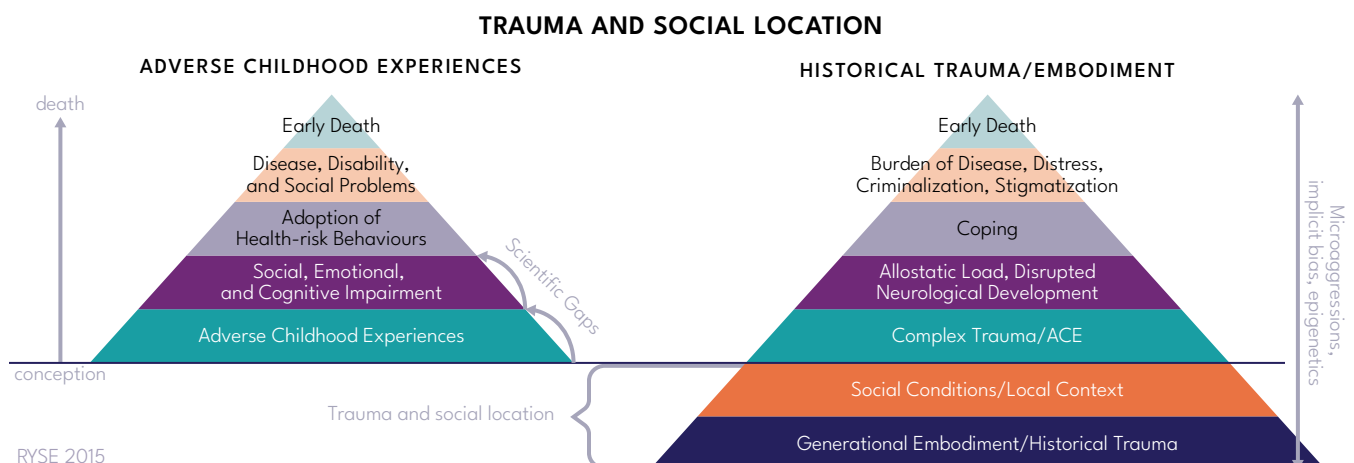 TRAUMA AND SOCIAL LOCATION
ADVERSE CHILDHOOD EXPERIENCES
death
Early Death
Disease, Disability,
and Social Problems
Adoption of
Health-risk Behaviours
Social, Emotional,
and Cognitive Impairment
Adverse Childhood Experiences
Scientific Gaps
conception
Trauma and social location
RYSE 2015
HISTORICAL TRAUMA/EMBODIMENT
Early Death
Burden of Disease, Distress,
Criminalization, Stigmatization
Coping
Allostatic Load, Disrupted
Neurological Development
Complex Trauma/ACE
Social Conditions/Local Context
Generational Embodiment/Historical Trauma
Microaggressions,
implicit bias, epigenetics